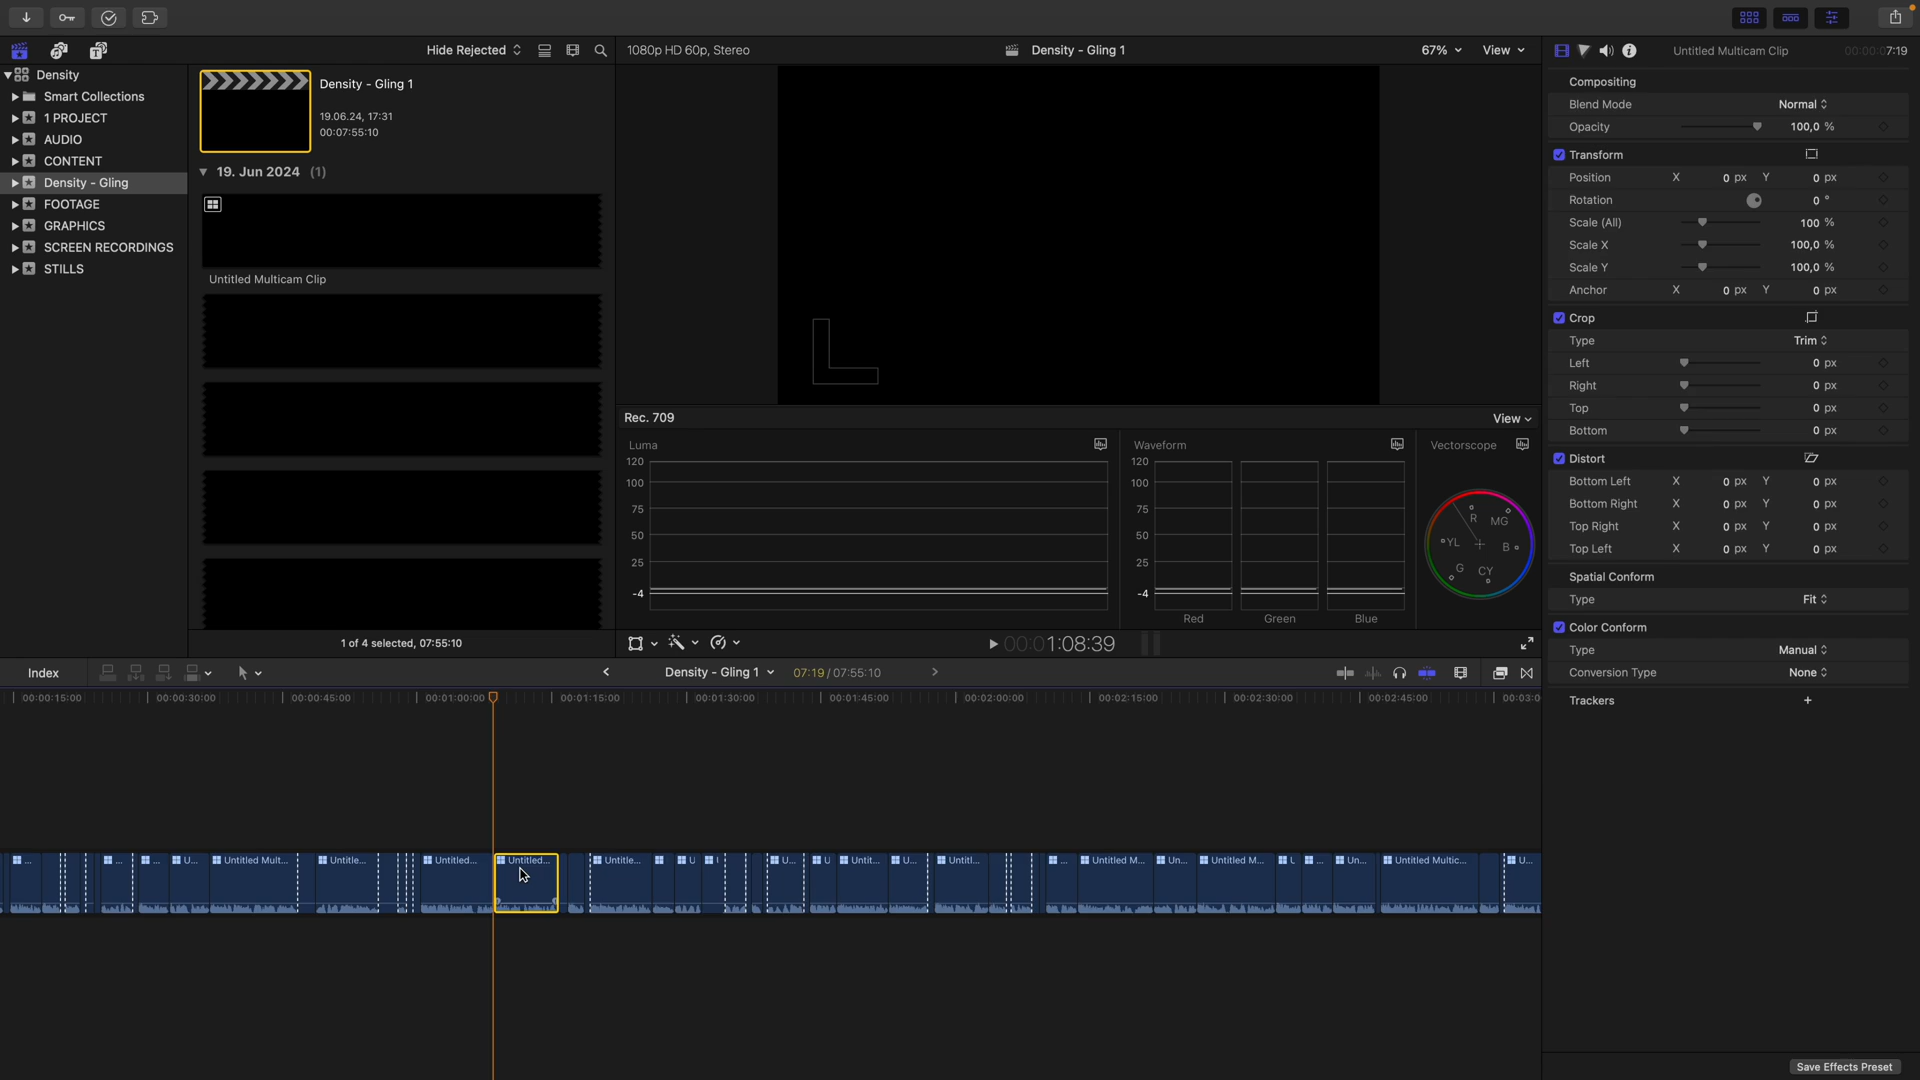 Hide Rejected
1080p HD 60p, Stereo
Density - Gling 1
67%
View
Untitled Multicam Clip
00:00:07:19
Density
Smart Collections
1 PROJECT
AUDIO
CONTENT
Density - Gling
FOOTAGE
GRAPHICS
SCREEN RECORDINGS
STILLS
Density - Gling 1
19.06.24, 17:31
00:07:55:10
19. Jun 2024 (1)
Untitled Multicam Clip
1 of 4 selected, 07:55:10
Rec. 709
View
Luma
120
100
75
50
25
-4
Waveform
120
100
75
50
25
-4
Red
Green
Blue
Vectorscope
R
MG
YL
B
G
CY
00:01:08:39
Compositing
Blend Mode
Normal
Opacity
100,0 %
Transform
Position X 0 px Y 0 px
Rotation 0 °
Scale (All) 100 %
Scale X 100,0 %
Scale Y 100,0 %
Anchor X 0 px Y 0 px
Crop
Type Trim
Left 0 px
Right 0 px
Top 0 px
Bottom 0 px
Distort
Bottom Left X 0 px Y 0 px
Bottom Right X 0 px Y 0 px
Top Right X 0 px Y 0 px
Top Left X 0 px Y 0 px
Spatial Conform
Type Fit
Color Conform
Type Manual
Conversion Type None
Trackers +
Save Effects Preset
Index
Density - Gling 1
07:19 / 07:55:10
00:00:15:00
00:00:30:00
00:00:45:00
00:01:00:00
00:01:15:00
00:01:30:00
00:01:45:00
00:02:00:00
00:02:15:00
00:02:30:00
00:02:45:00
00:03:0
...
...
...
U...
Untitled Mult...
Untitle...
Untitled...
Untitled...
Untitle...
U
U...
U
Untit...
U...
Untitl...
...
Untitled M...
Un...
Untitled M...
U
...
Un...
Untitled Multic...
U...